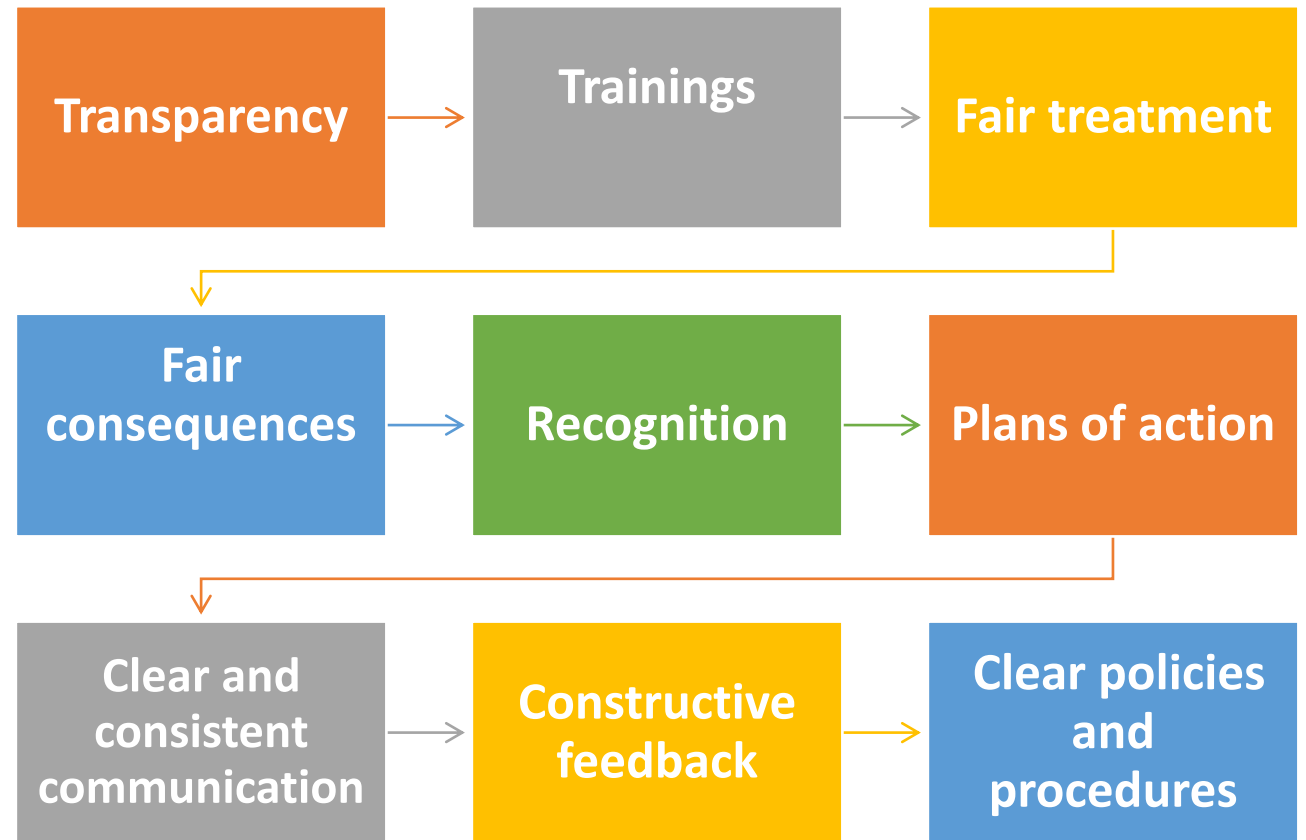 Transparency
Trainings
Fair treatment
Fair
consequences
Recognition
Plans of action
Clear and
consistent
communication
Constructive
feedback
Clear policies
and
procedures